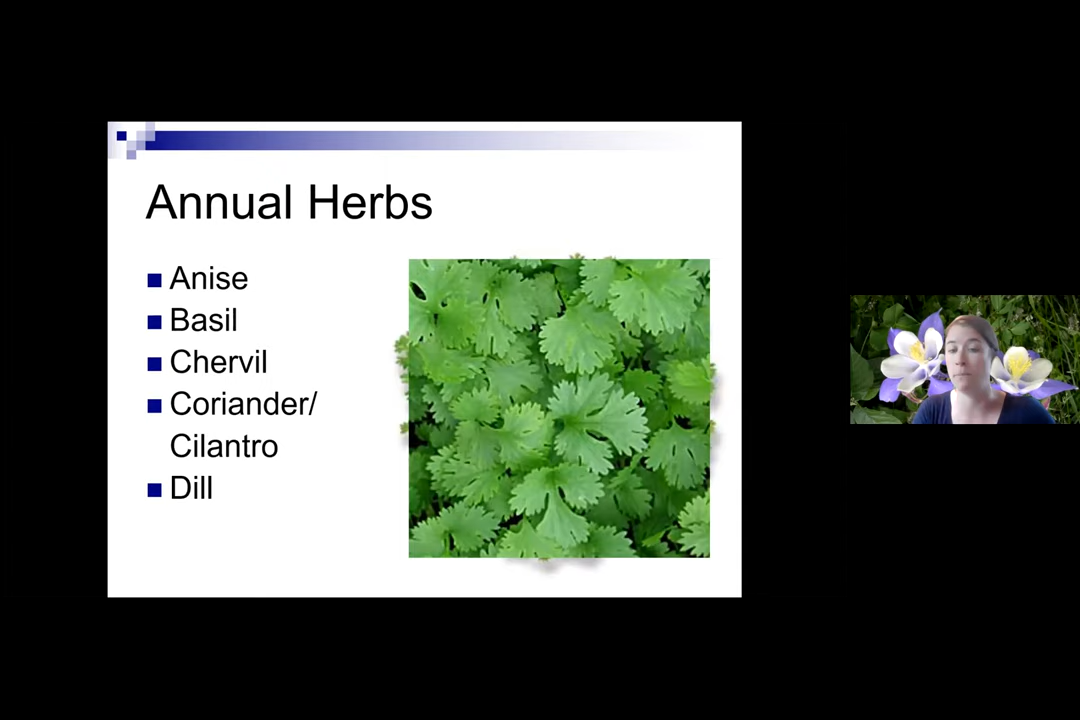 Annual Herbs
Anise
Basil
Chervil
Coriander/
Cilantro
Dill